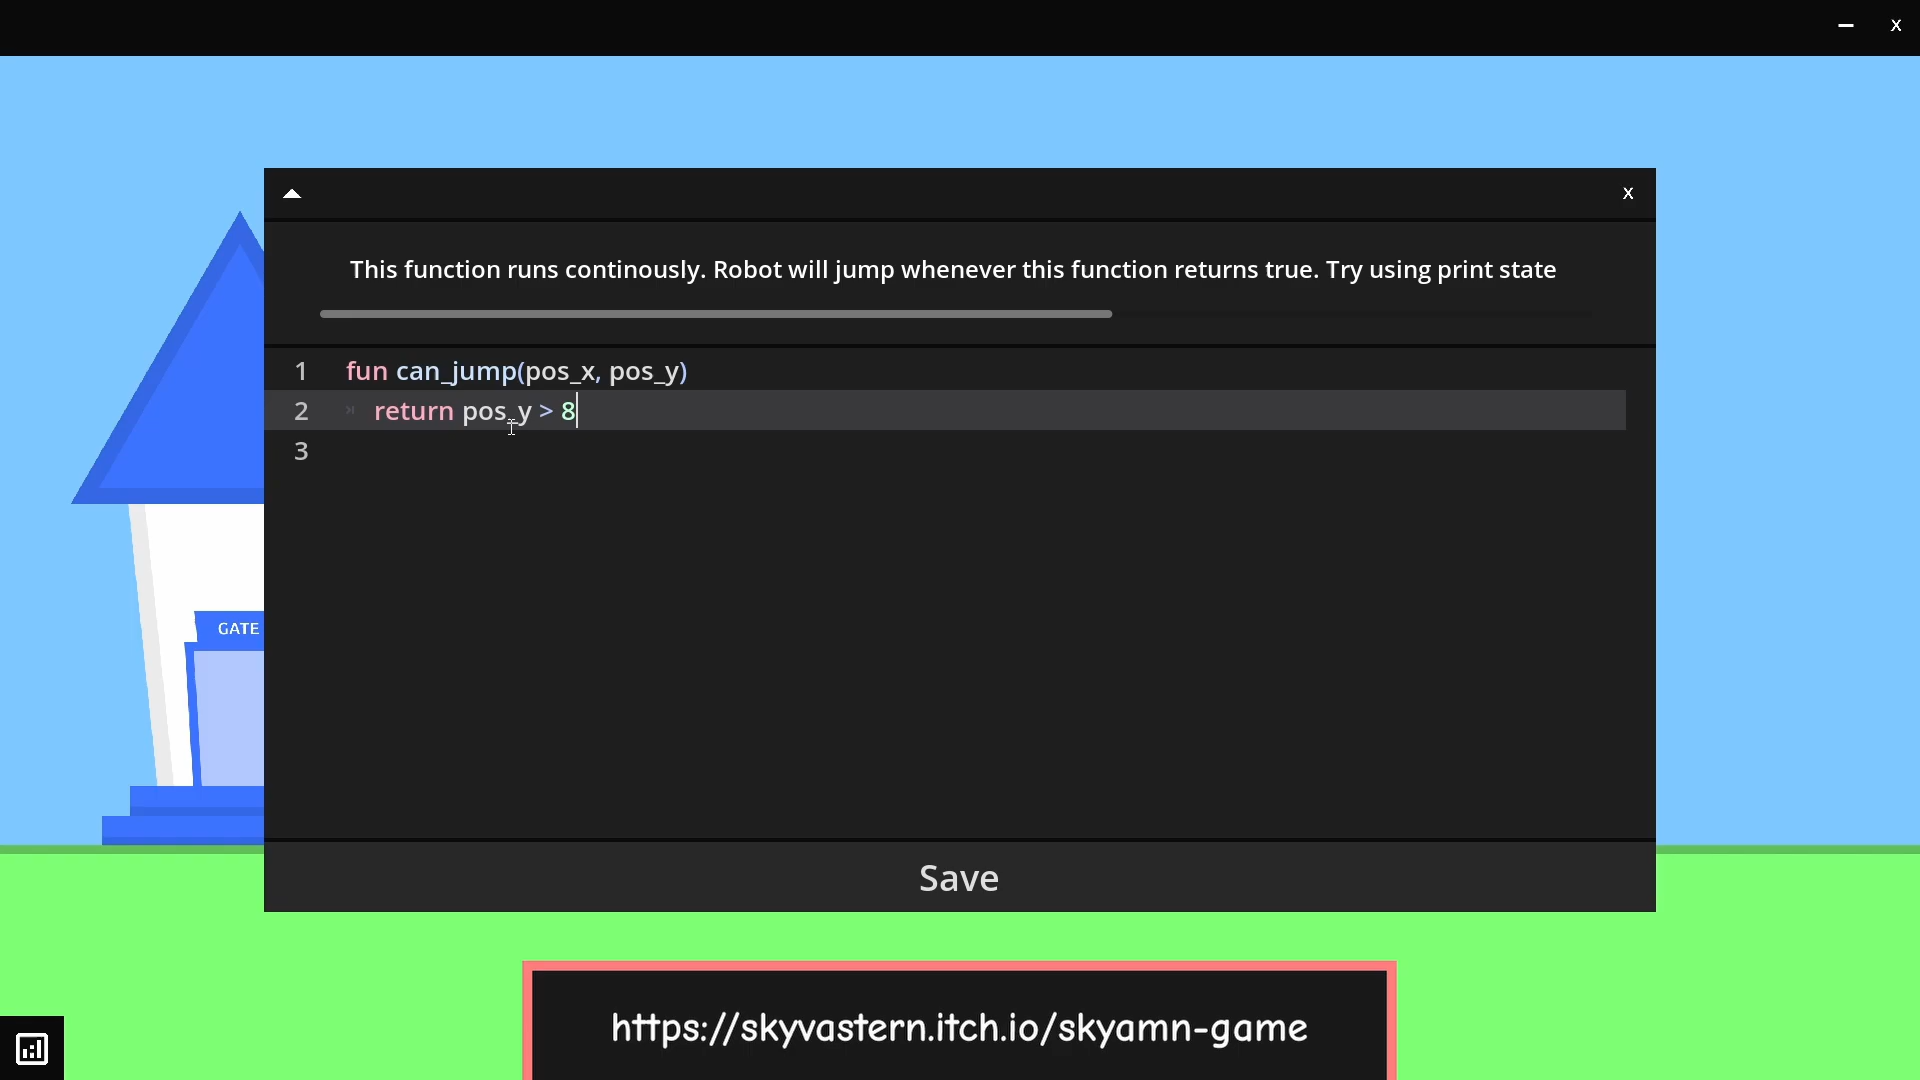 x
x
This function runs continously. Robot will jump whenever this function returns true. Try using print state
1 fun can_jump(pos_x, pos_y)
2 return pos_y > 8
3
GATE
Save
https://skyvastern.itch.io/skyamn-game